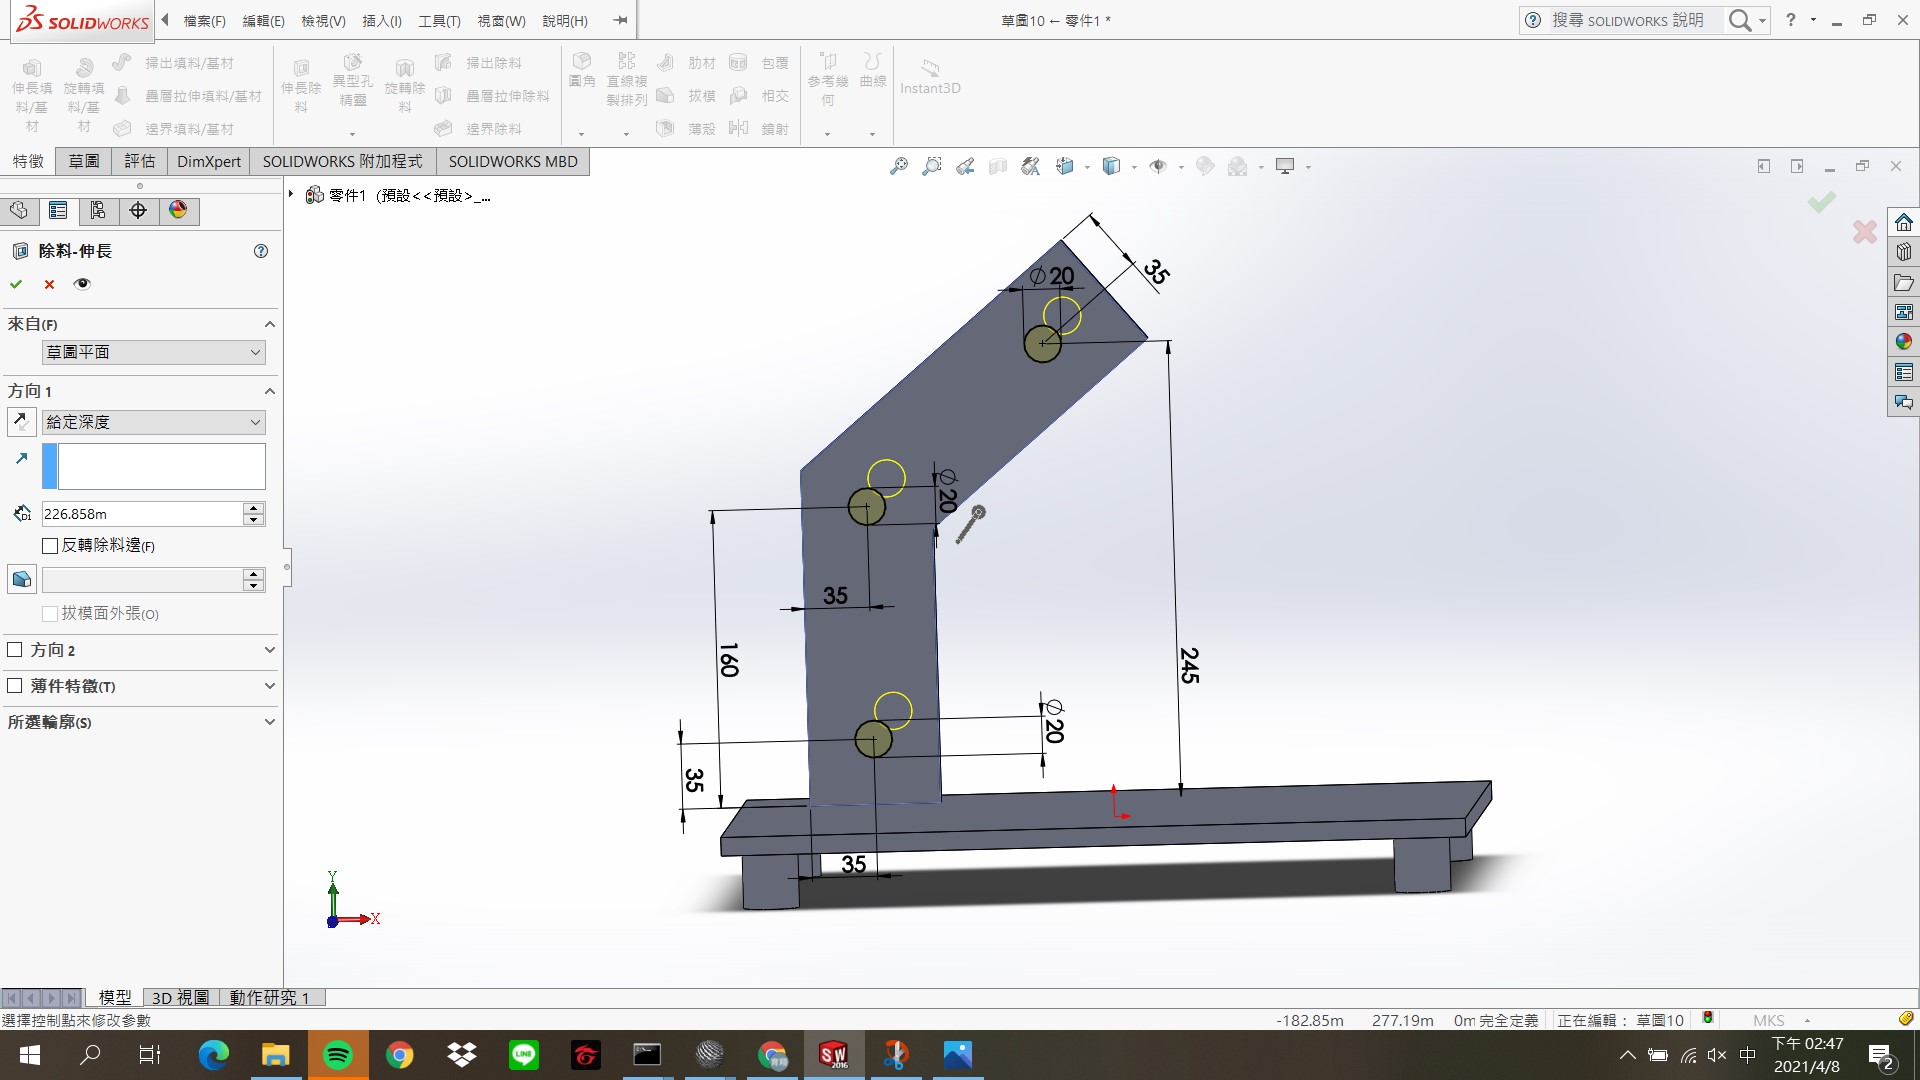 SOLIDWORKS
檔案(F) 編輯(E) 檢視(V) 插入(I) 工具(T) 視窗(W) 說明(H)
草圖10 ← 零件1 *
搜尋 SOLIDWORKS 說明
伸長填料/基材
旋轉填料/基材
掃出填料/基材
疊層拉伸填料/基材
邊界填料/基材
伸長除料
異型孔精靈
旋轉除料
掃出除料
疊層拉伸除料
邊界除料
圓角
直線複製排列
肋材
拔模
薄殼
包覆
相交
鏡射
參考幾何
曲線
Instant3D
特徵 草圖 評估 DimXpert SOLIDWORKS 附加程式 SOLIDWORKS MBD
零件1 (預設<<預設>_...
除料-伸長
來自(F)
草圖平面
方向 1
給定深度
226.858m
反轉除料邊(F)
拔模面外張(O)
方向 2
薄件特徵(T)
所選輪廓(S)
35
∅20
∅20
35
160
245
∅20
35
35
Y
X
模型 3D 視圖 動作研究 1
選擇控制點來修改參數
-182.85m 277.19m 0m 完全定義 正在編輯： 草圖10 MKS
LINE
SW
2016
中
下午 02:47
2021/4/8
2